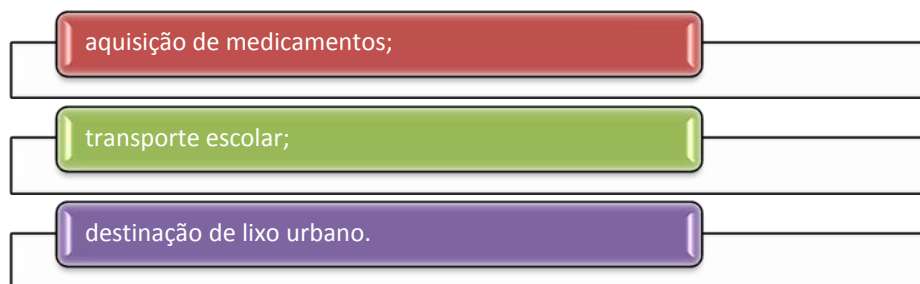 aquisição de medicamentos;
transporte escolar;
destinação de lixo urbano.